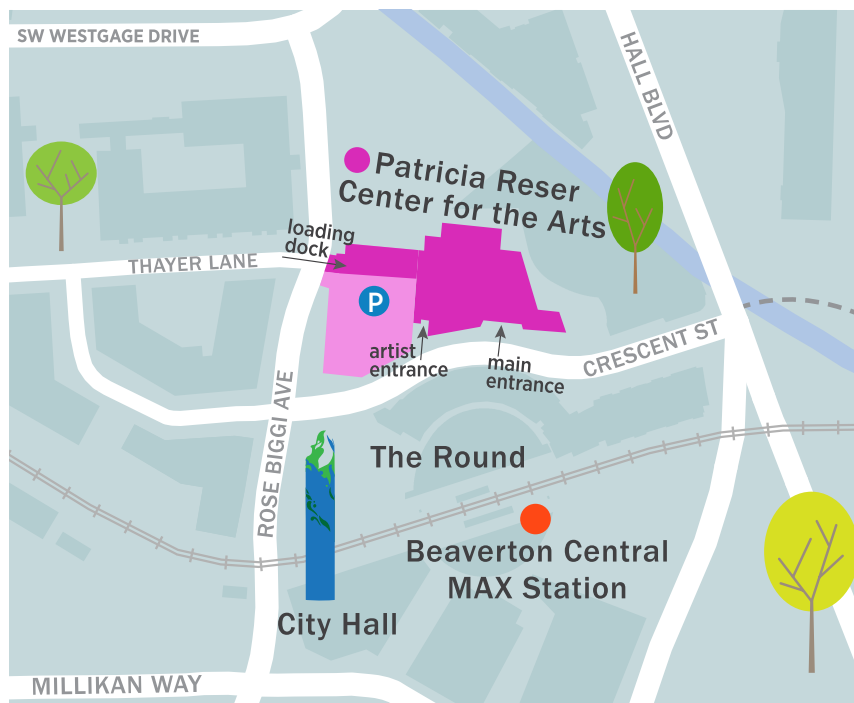 SW WESTGAGE DRIVE
HALL BLVD
Patricia Reser
Center for the Arts
loading
dock
THAYER LANE
P
artist
entrance
main
entrance
CRESCENT ST
ROSE BIGGI AVE
The Round
Beaverton Central
MAX Station
City Hall
MILLIKAN WAY